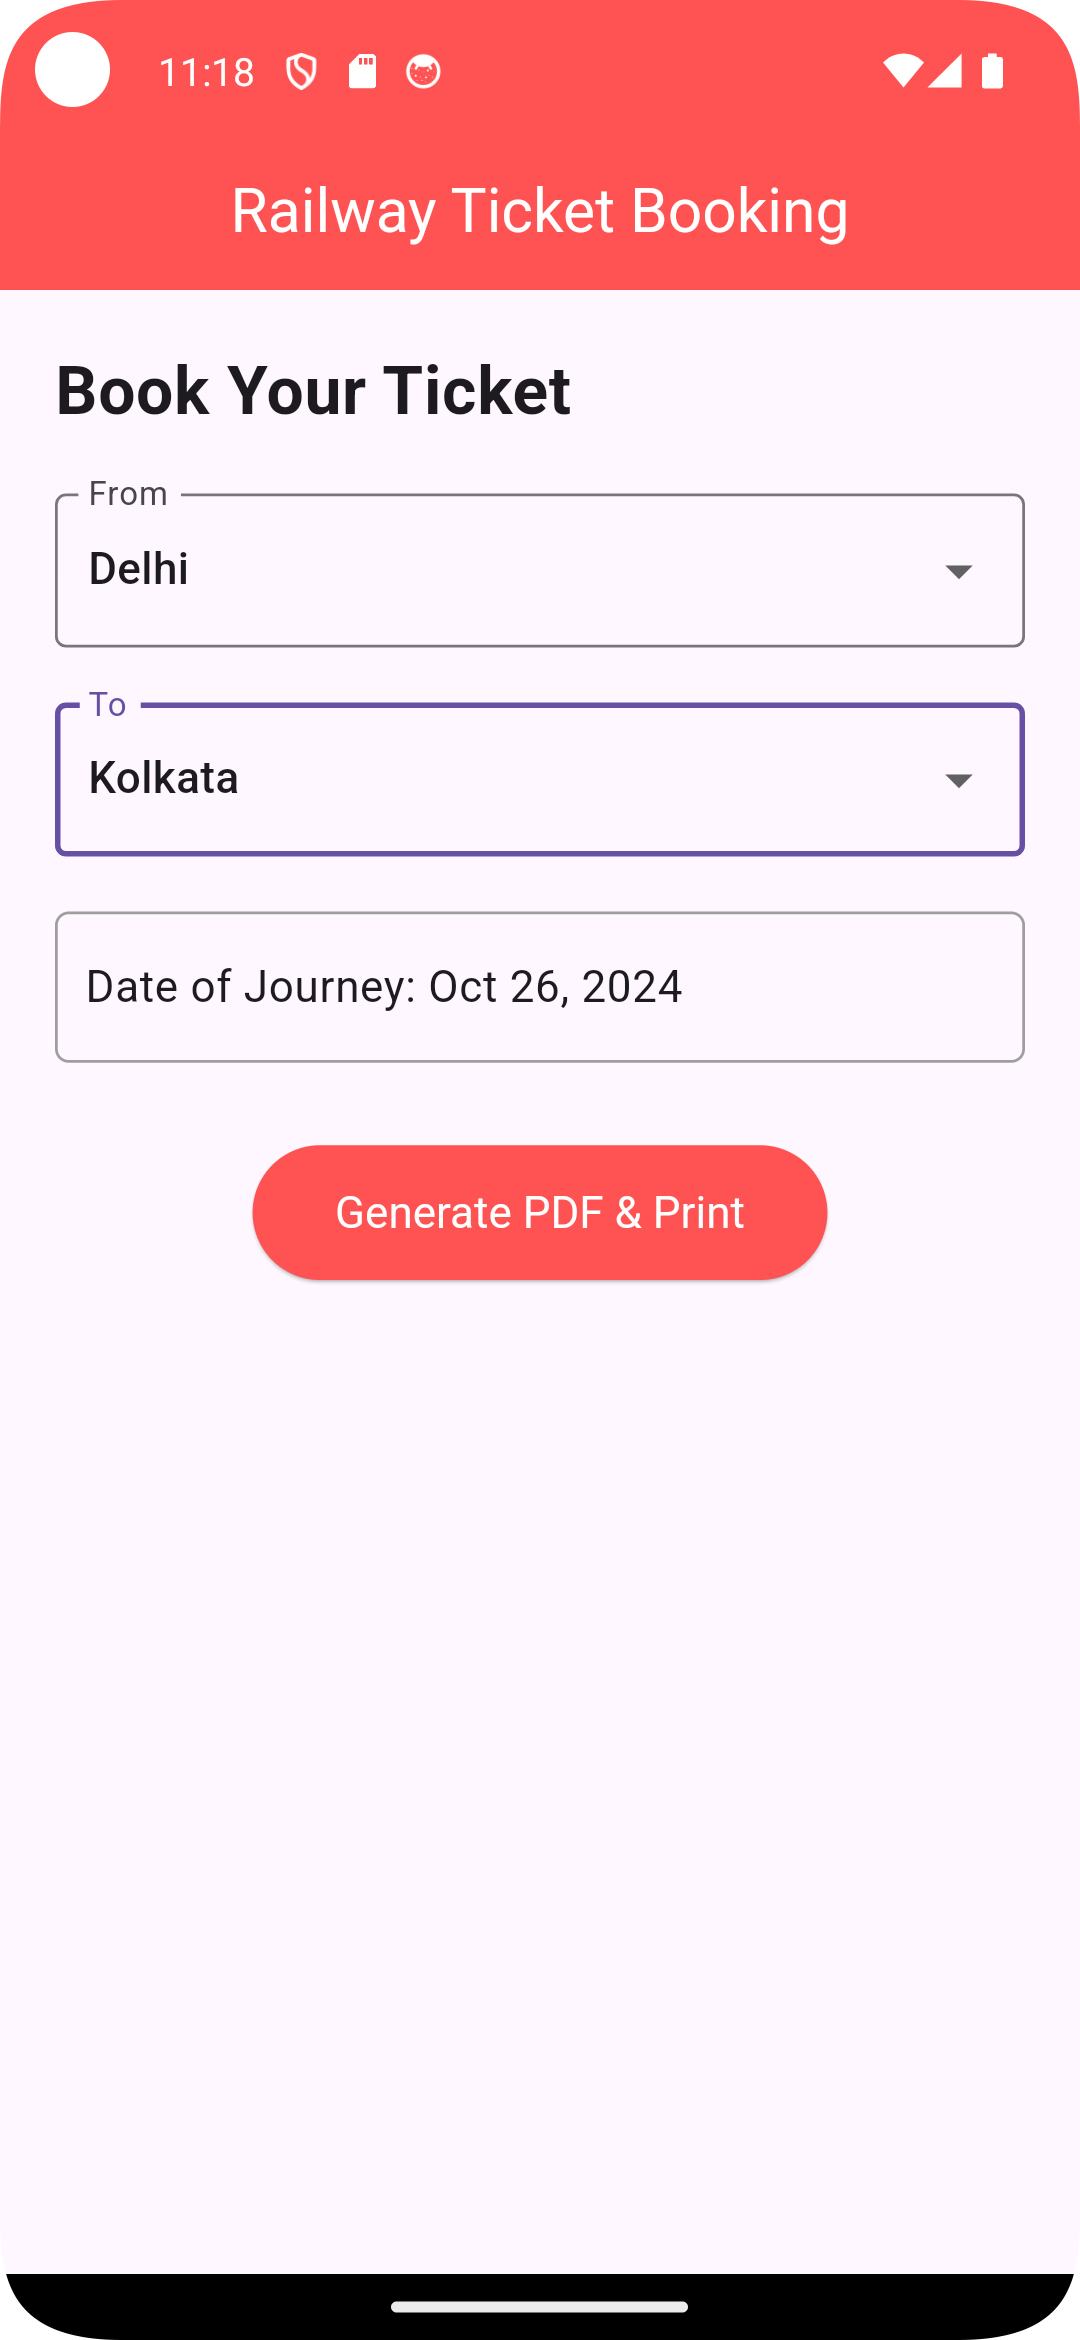 11:18
Railway Ticket Booking
Book Your Ticket
From
Delhi
To
Kolkata
Date of Journey: Oct 26, 2024
Generate PDF & Print